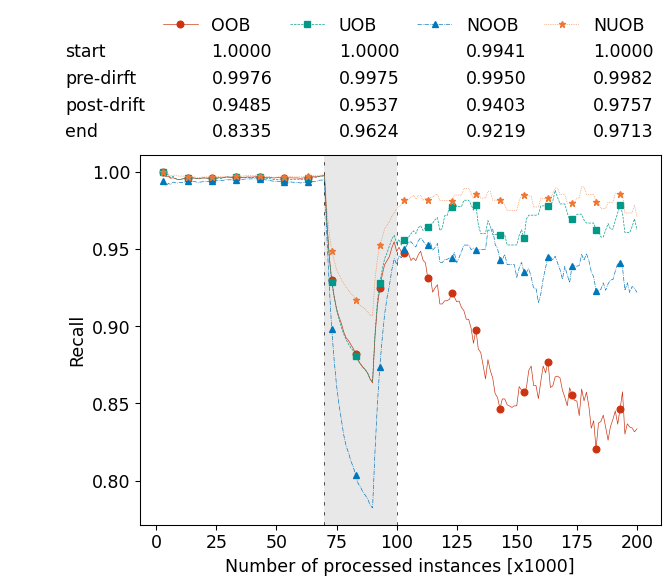 OOB UOB NOOB NUOB
start 1.0000 1.0000 0.9941 1.0000
pre-dirft 0.9976 0.9975 0.9950 0.9982
post-drift 0.9485 0.9537 0.9403 0.9757
end 0.8335 0.9624 0.9219 0.9713
1.00
0.95
0.90
0.85
0.80
Recall
0 25 50 75 100 125 150 175 200
Number of processed instances [x1000]